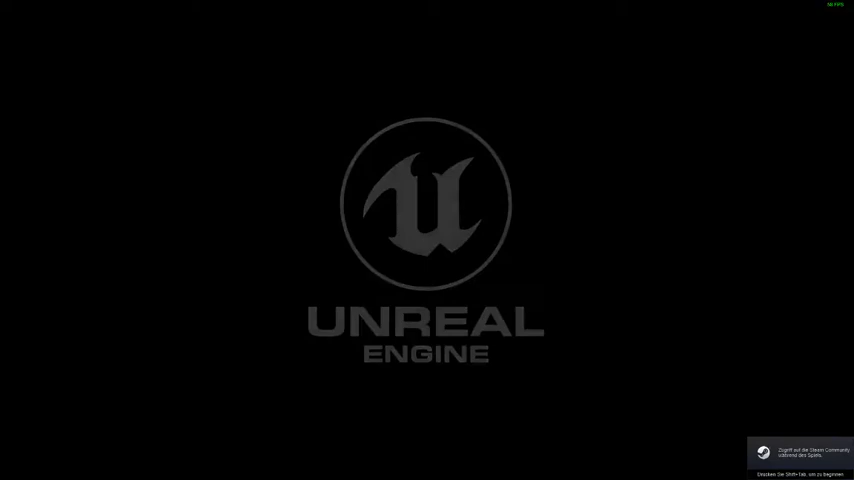 UNREAL
ENGINE
Zugriff auf die Steam Community
während des Spiels.
Drücken Sie Shift+Tab, um zu beginnen